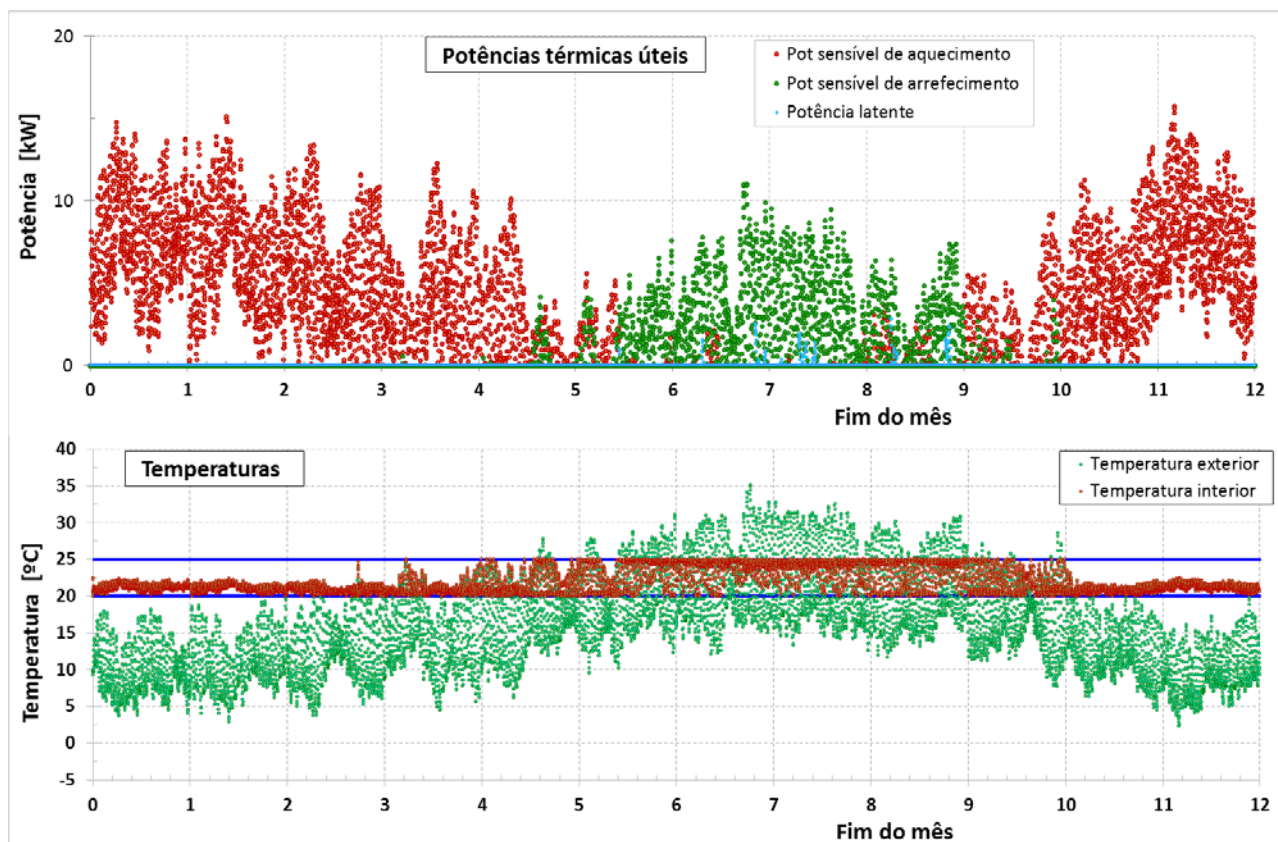 20
Potências térmicas úteis
Pot sensível de aquecimento
Pot sensível de arrefecimento
Potência latente
Potência [kW]
10
0
0 1 2 3 4 5 6 7 8 9 10 11 12
Fim do mês
40
Temperaturas
Temperatura exterior
Temperatura interior
35
30
25
20
15
10
5
0
-5
Temperatura [ºC]
0 1 2 3 4 5 6 7 8 9 10 11 12
Fim do mês